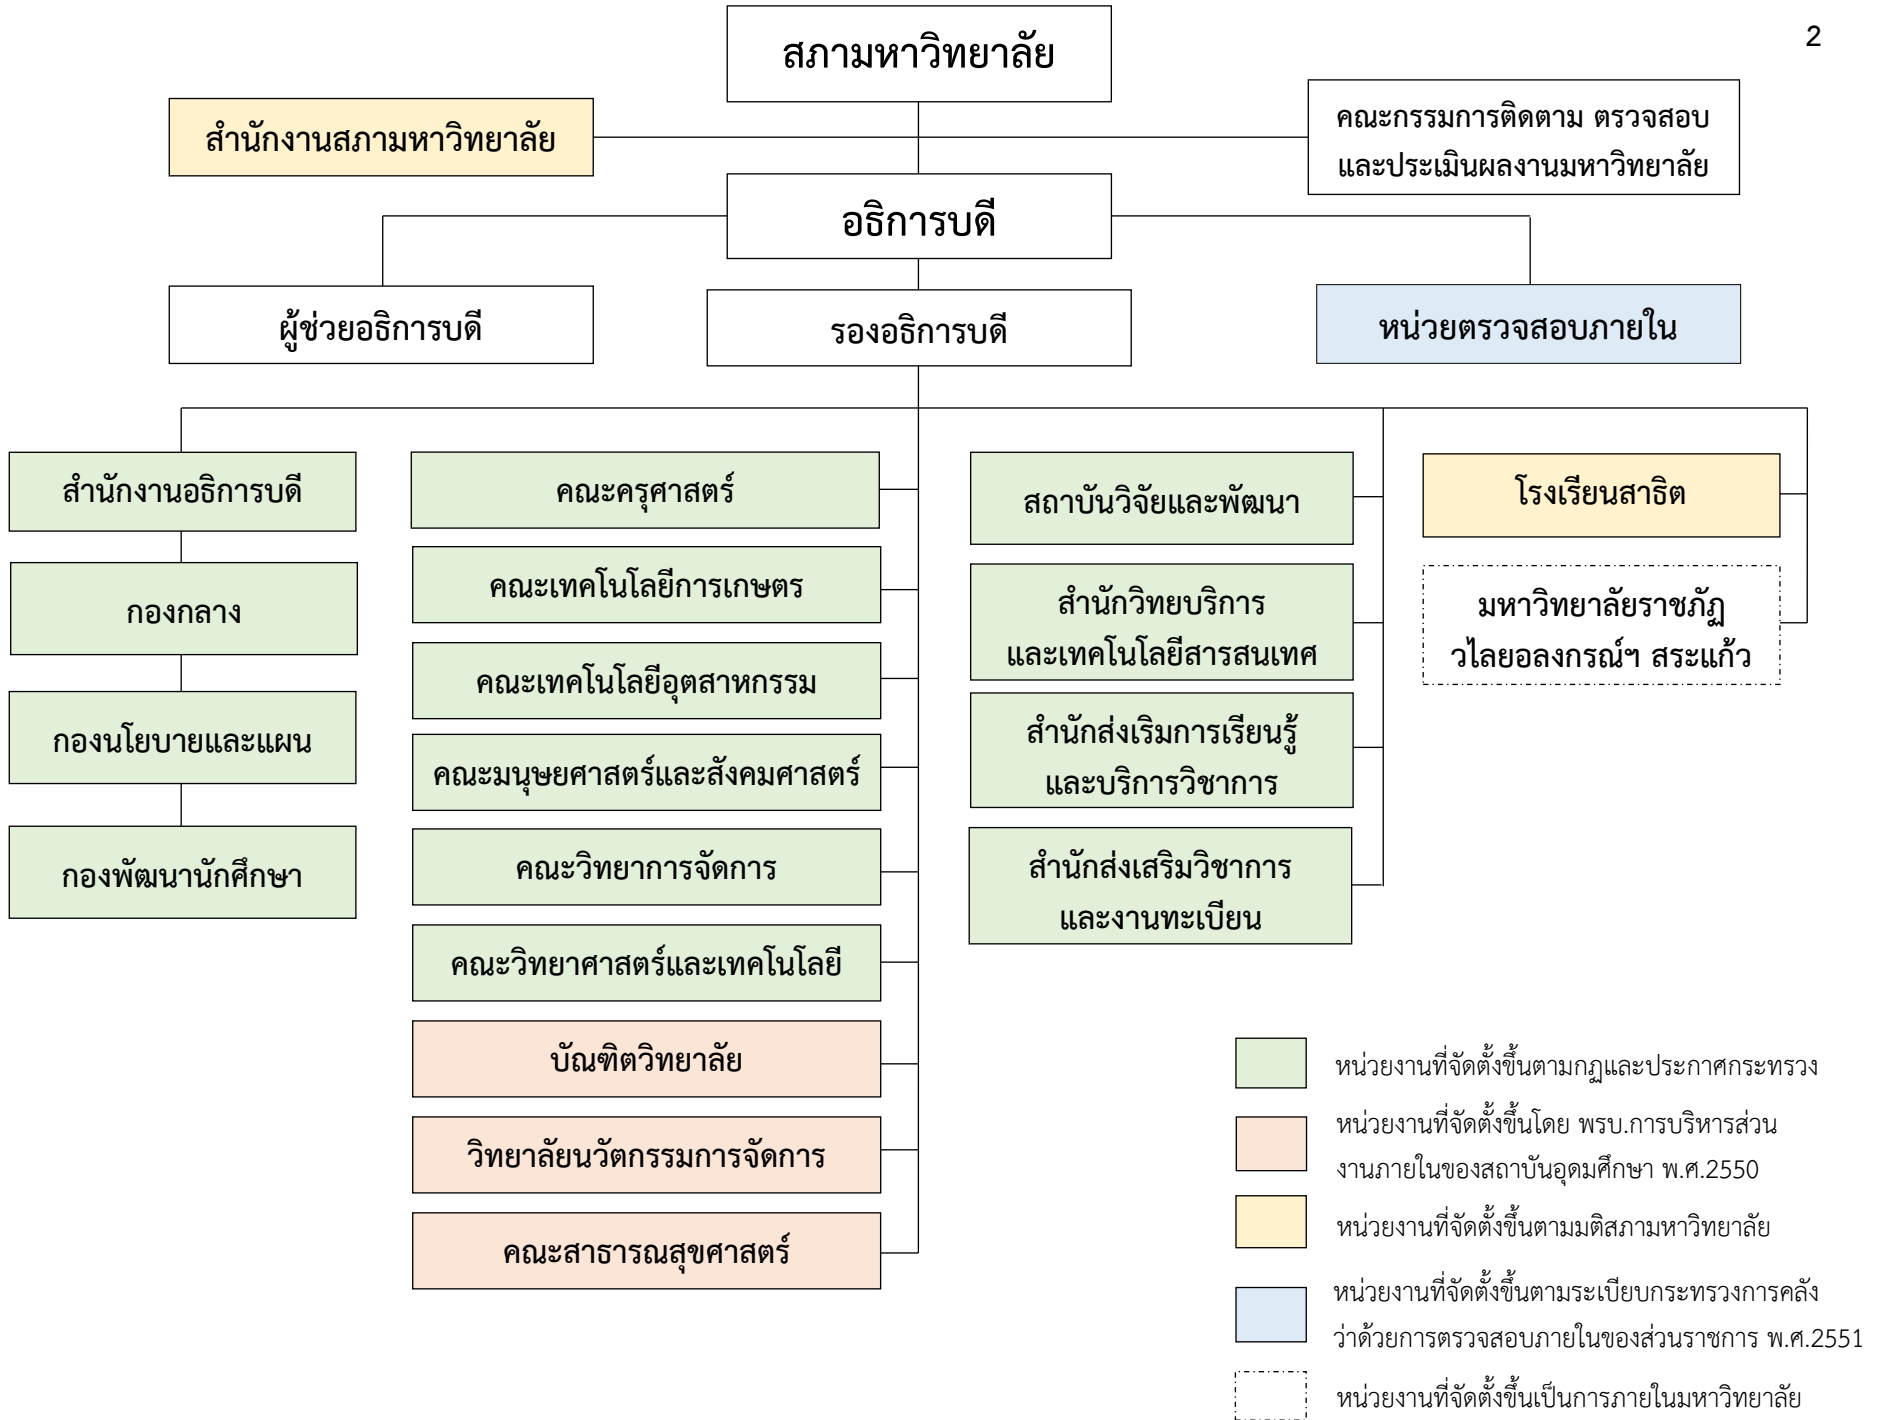 2
สภามหาวิทยาลัย
สำนักงานสภามหาวิทยาลัย
คณะกรรมการติดตาม ตรวจสอบ
และประเมินผลงานมหาวิทยาลัย
อธิการบดี
ผู้ช่วยอธิการบดี
รองอธิการบดี
หน่วยตรวจสอบภายใน
สำนักงานอธิการบดี
กองกลาง
กองนโยบายและแผน
กองพัฒนานักศึกษา
คณะครุศาสตร์
คณะเทคโนโลยีการเกษตร
คณะเทคโนโลยีอุตสาหกรรม
คณะมนุษยศาสตร์และสังคมศาสตร์
คณะวิทยาการจัดการ
คณะวิทยาศาสตร์และเทคโนโลยี
บัณฑิตวิทยาลัย
วิทยาลัยนวัตกรรมการจัดการ
คณะสาธารณสุขศาสตร์
สถาบันวิจัยและพัฒนา
สำนักวิทยบริการ
และเทคโนโลยีสารสนเทศ
สำนักส่งเริมการเรียนรู้
และบริการวิชาการ
สำนักส่งเสริมวิชาการ
และงานทะเบียน
โรงเรียนสาธิต
มหาวิทยาลัยราชภัฏ
วไลยอลงกรณ์ฯ สระแก้ว
หน่วยงานที่จัดตั้งขึ้นตามกฏและประกาศกระทรวง
หน่วยงานที่จัดตั้งขึ้นโดย พรบ.การบริหารส่วน
งานภายในของสถาบันอุดมศึกษา พ.ศ.2550
หน่วยงานที่จัดตั้งขึ้นตามมติสภามหาวิทยาลัย
หน่วยงานที่จัดตั้งขึ้นตามระเบียบกระทรวงการคลัง
ว่าด้วยการตรวจสอบภายในของส่วนราชการ พ.ศ.2551
หน่วยงานที่จัดตั้งขึ้นเป็นการภายในมหาวิทยาลัย